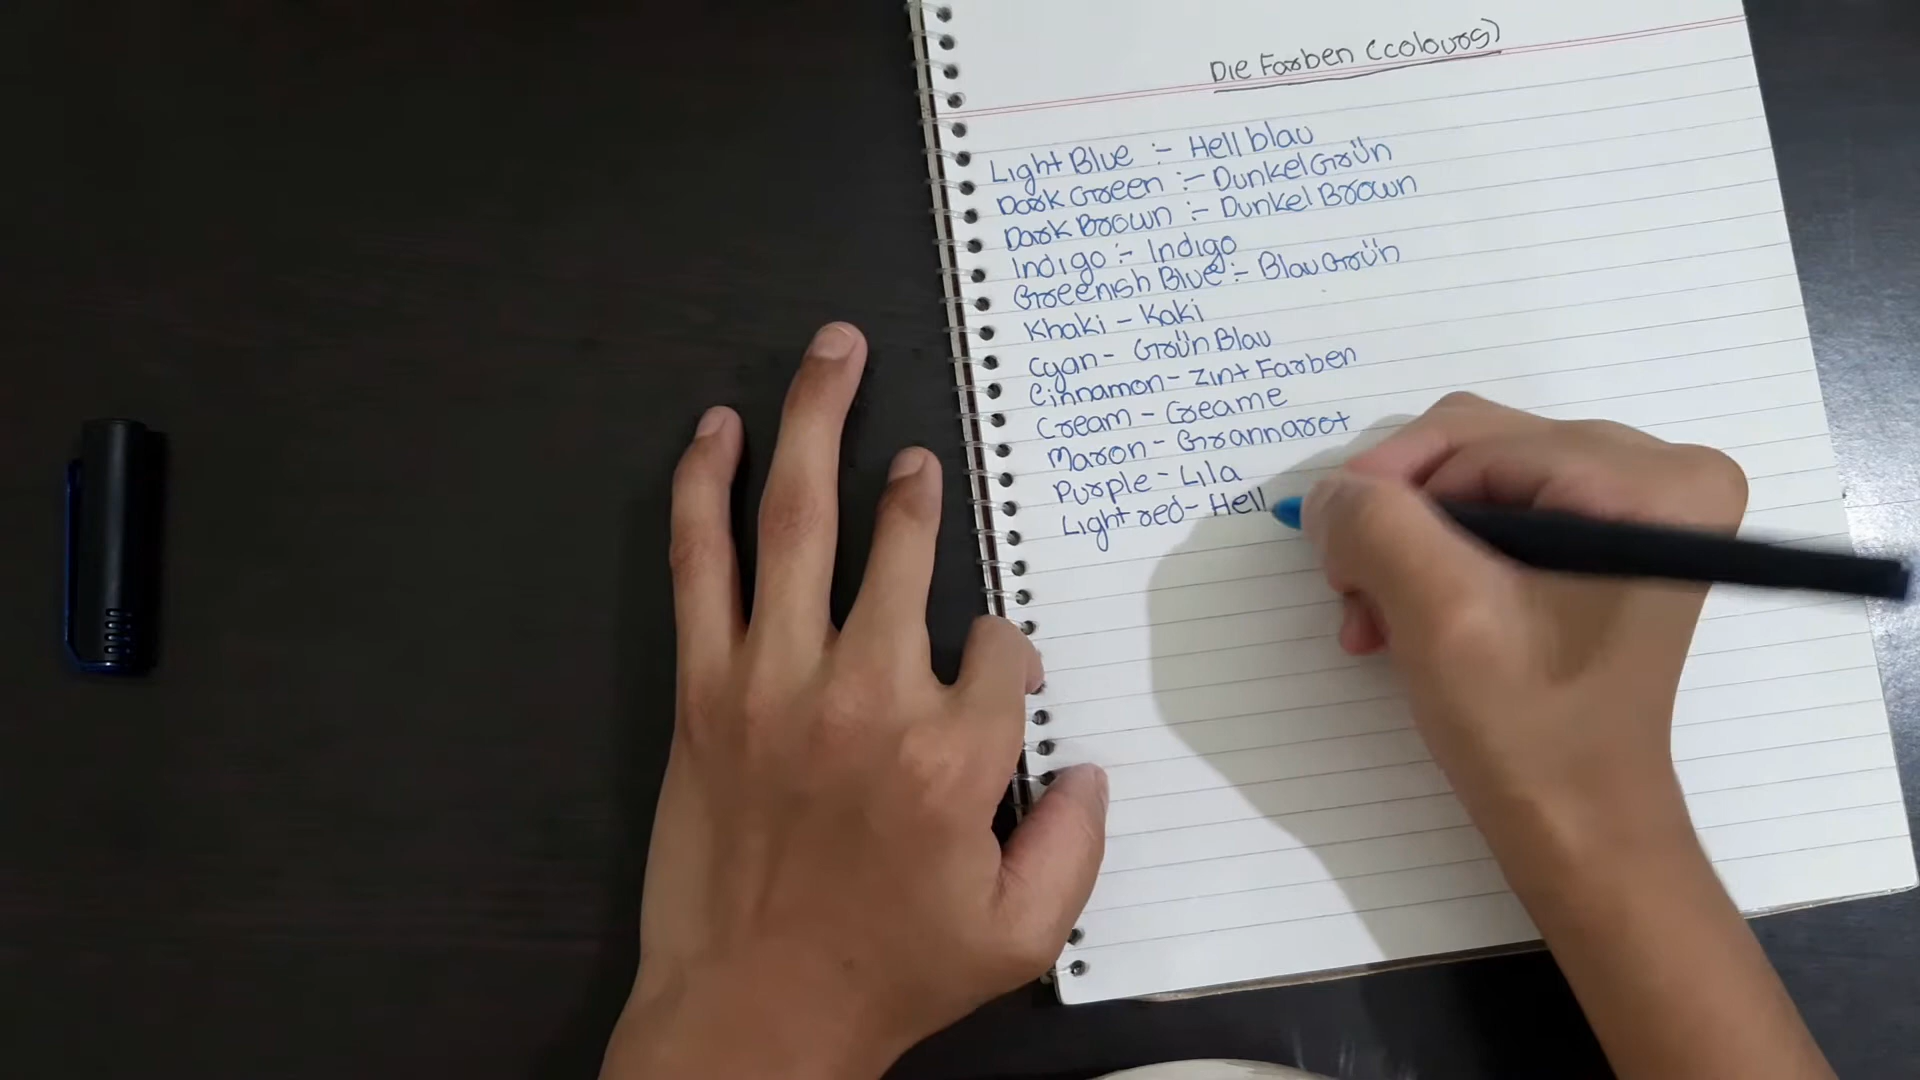 Die Farben (colours)
Light Blue :- Hell blau
Dark Green :- Dunkel Grün
Dark Brown :- Dunkel Brown
Indigo :- Indigo
Greenish Blue :- Blau Grün
Khaki - Kaki
Cyan - Grün Blau
Cinnamon - Zint Farben
Cream - Creame
Maron - Grannarot
Purple - Lila
Light red - Hell